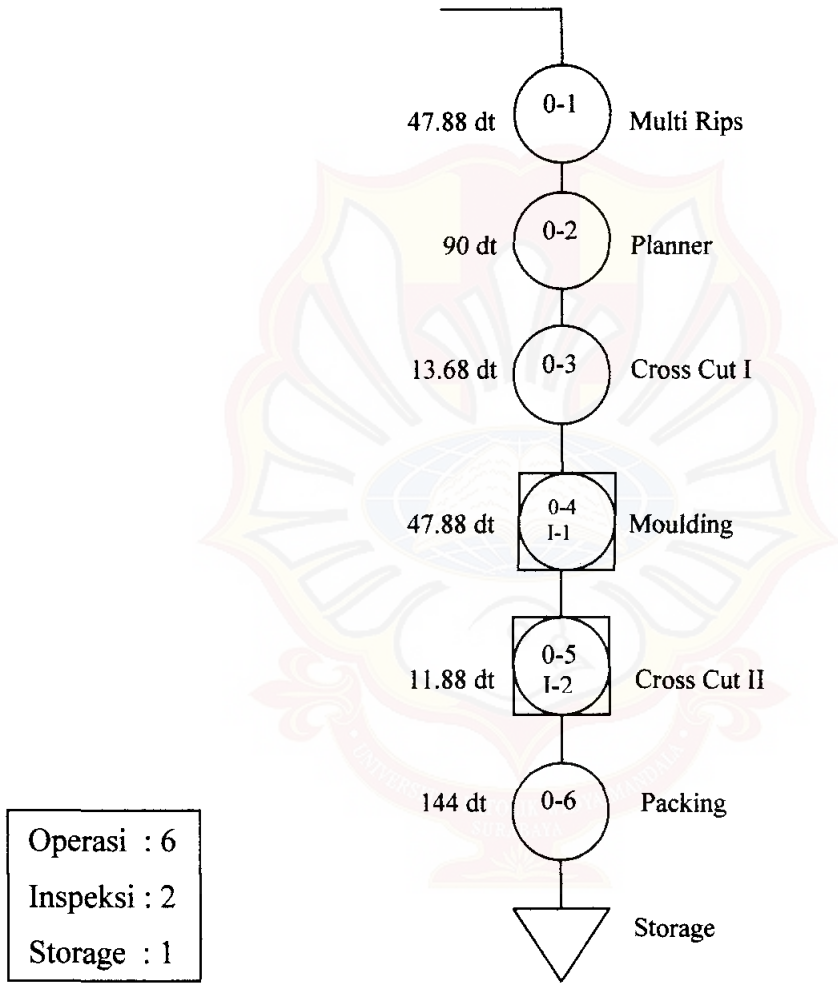 47.88 dt 0-1 Multi Rips
90 dt 0-2 Planner
13.68 dt 0-3 Cross Cut I
47.88 dt 0-4 Moulding
I-1
11.88 dt 0-5 Cross Cut II
I-2
144 dt 0-6 Packing
Storage
Operasi : 6
Inspeksi : 2
Storage : 1